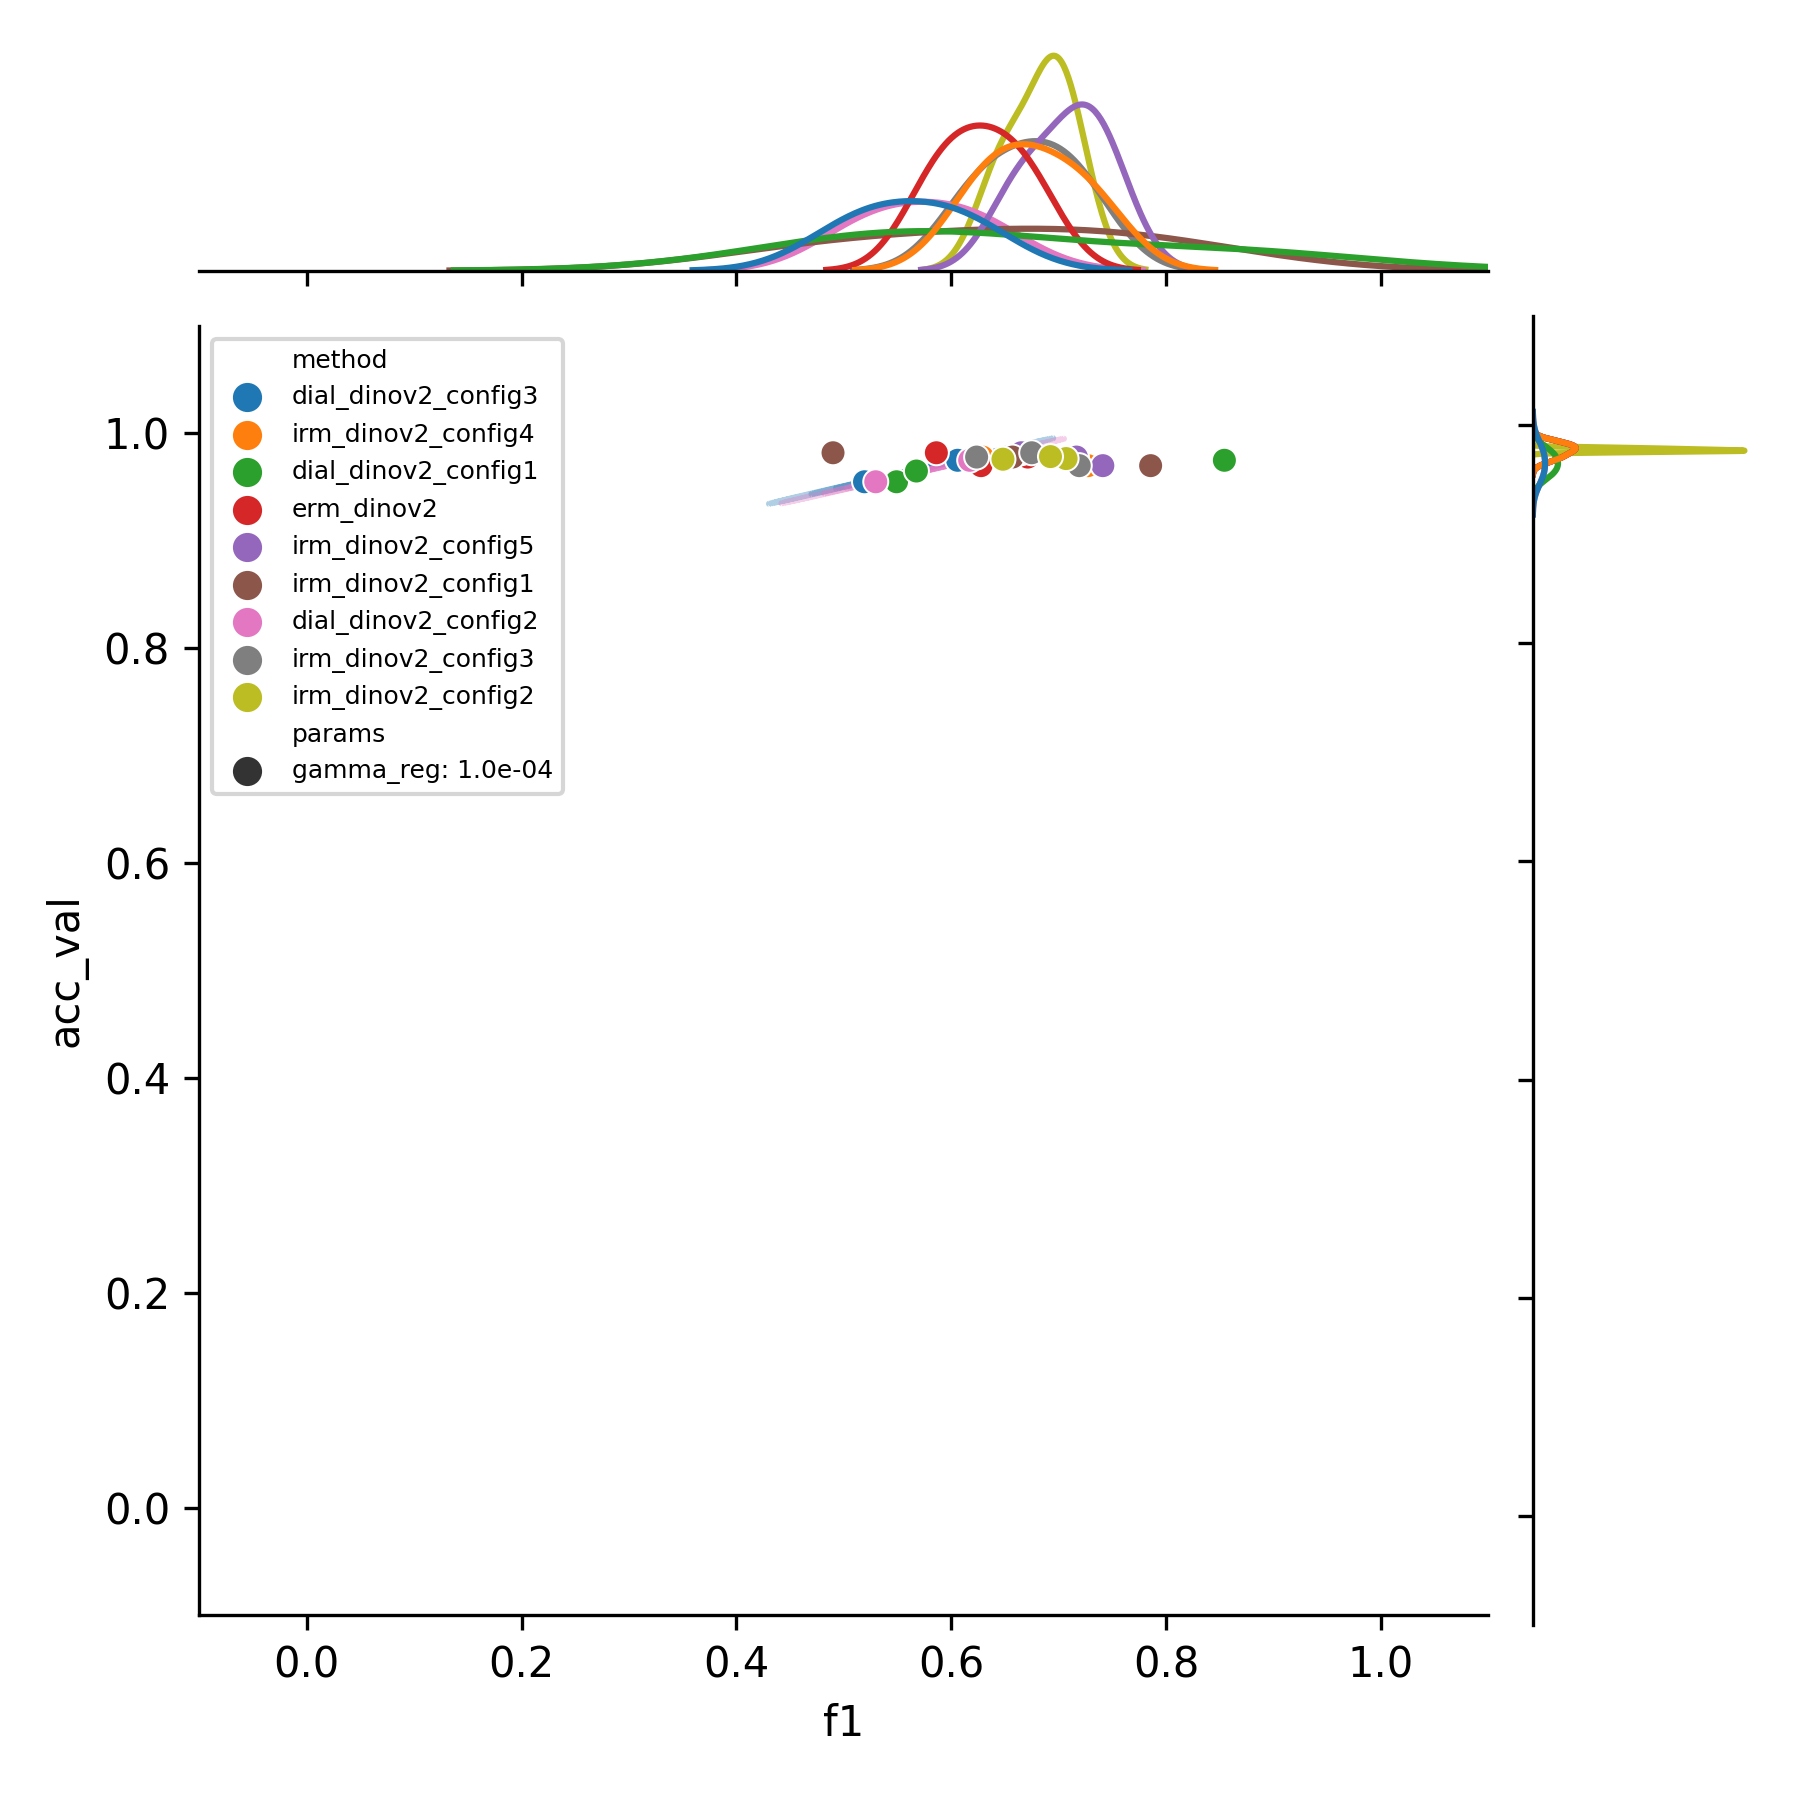 method
dial_dinov2_config3
irm_dinov2_config4
dial_dinov2_config1
erm_dinov2
irm_dinov2_config5
irm_dinov2_config1
dial_dinov2_config2
irm_dinov2_config3
irm_dinov2_config2
params
gamma_reg: 1.0e-04
1.0
0.8
0.6
0.4
0.2
0.0
acc_val
0.0 0.2 0.4 0.6 0.8 1.0
f1